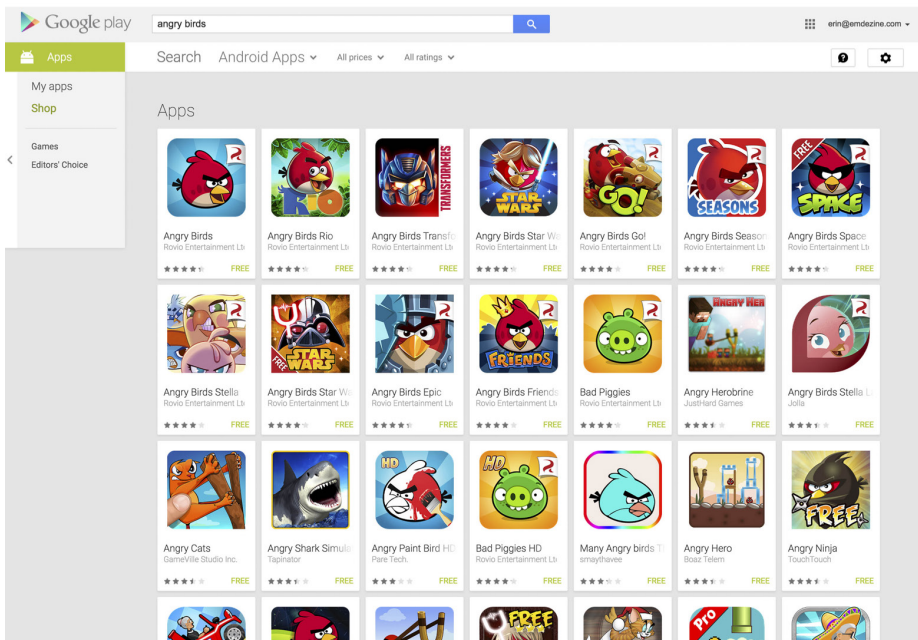 Google play
angry birds
erin@emdezine.com
Apps
Search Android Apps All prices All ratings
My apps
Shop
Games
Editors' Choice
Apps
RIO
TRANSFORMERS
STAR WARS
GO!
SEASONS
FREE
SPACE
Angry Birds
Rovio Entertainment Lt
FREE
Angry Birds Rio
Rovio Entertainment Lt
FREE
Angry Birds Transfo
Rovio Entertainment Lt
FREE
Angry Birds Star W
Rovio Entertainment Lt
FREE
Angry Birds Go!
Rovio Entertainment Lt
FREE
Angry Birds Season
Rovio Entertainment Lt
FREE
Angry Birds Space
Rovio Entertainment Lt
FREE
STAR WARS
FREE
FRIENDS
ANGRY HER
Angry Birds Stella
Rovio Entertainment Lt
FREE
Angry Birds Star W
Rovio Entertainment Lt
FREE
Angry Birds Epic
Rovio Entertainment Lt
FREE
Angry Birds Friends
Rovio Entertainment Lt
FREE
Bad Piggies
Rovio Entertainment Lt
FREE
Angry Herobrine
JustHard Games
FREE
Angry Birds Stella L
Jolla
FREE
HD
HD
FREE
Angry Cats
GameVille Studio Inc.
FREE
Angry Shark Simula
Tapinator
FREE
Angry Paint Bird HD
Pare Tech.
FREE
Bad Piggies HD
Rovio Entertainment Lt
FREE
Many Angry birds T
smaythavee
FREE
Angry Hero
Boaz Telem
FREE
Angry Ninja
TouchTouch
FREE
FREE
Pro